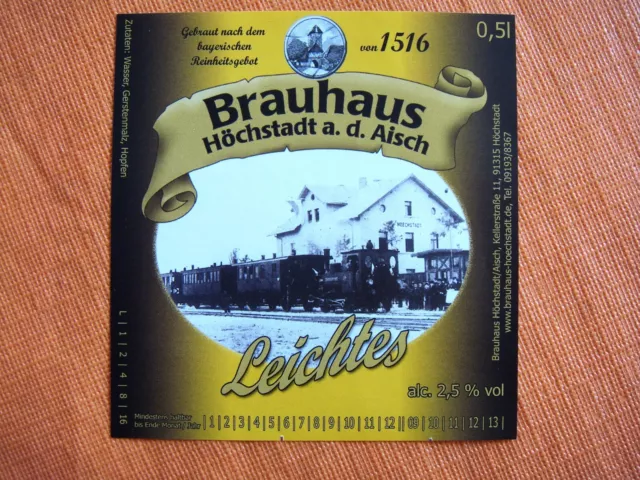 Gebraut nach dem
bayerischen
Reinheitsgebot
von 1516
0,5l
Brauhaus
Höchstadt a. d. Aisch
HOECHSTADT
Leichtes
alc. 2,5 % vol
Zutaten: Wasser, Gerstenmalz, Hopfen
L | 1 | 2 | 4 | 8 | 16
Mindestens haltbar
bis Ende Monat/Jahr
| 1 | 2 | 3 | 4 | 5 | 6 | 7 | 8 | 9 | 10 | 11 | 12 || 09 | 10 | 11 | 12 | 13 |
Brauhaus Höchstadt/Aisch, Kellerstraße 11, 91315 Höchstadt
www.brauhaus-hoechstadt.de, Tel. 09193/8367